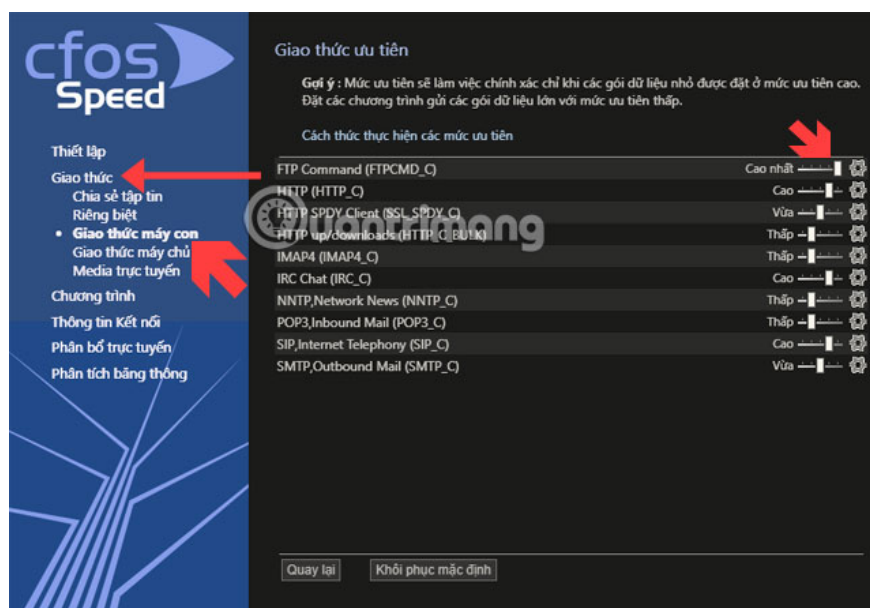 cfos
Speed
Thiết lập
Giao thức
Chia sẻ tập tin
Riêng biệt
• Giao thức máy con
Giao thức máy chủ
Media trực tuyến
Chương trình
Thông tin Kết nối
Phân bổ trực tuyến
Phân tích băng thông
Giao thức ưu tiên
Gợi ý : Mức ưu tiên sẽ làm việc chính xác chỉ khi các gói dữ liệu nhỏ được đặt ở mức ưu tiên cao.
Đặt các chương trình gửi các gói dữ liệu lớn với mức ưu tiên thấp.
Cách thức thực hiện các mức ưu tiên
FTP Command (FTPCMD_C) Cao nhất
HTTP (HTTP_C) Cao
HTTP SPDY Client (SSL_SPDY_C) Vừa
HTTP up/downloads (HTTP_C_BULK) Thấp
IMAP4 (IMAP4_C) Thấp
IRC Chat (IRC_C) Cao
NNTP,Network News (NNTP_C) Thấp
POP3,Inbound Mail (POP3_C) Thấp
SIP,Internet Telephony (SIP_C) Cao
SMTP,Outbound Mail (SMTP_C) Vừa
Quantrimang
Quay lại Khôi phục mặc định